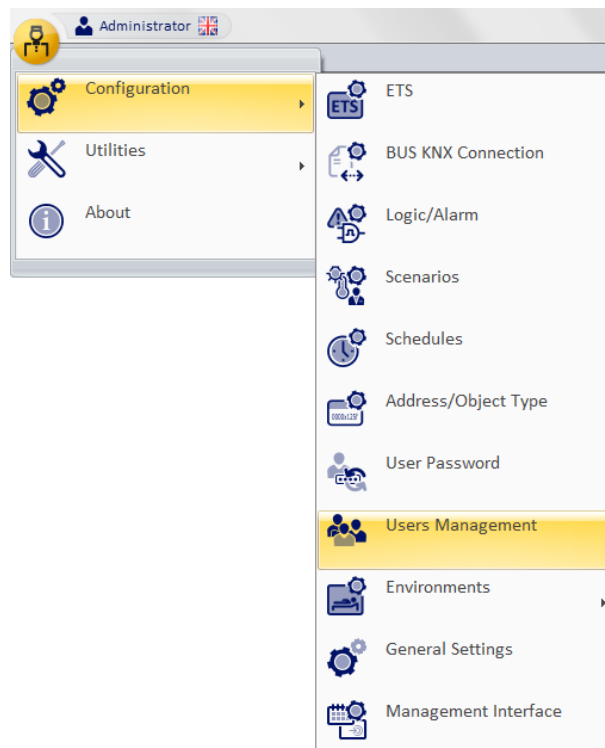 Administrator
Configuration
Utilities
About
ETS
ETS
BUS KNX Connection
Logic/Alarm
Scenarios
Schedules
Address/Object Type
User Password
Users Management
Environments
General Settings
Management Interface